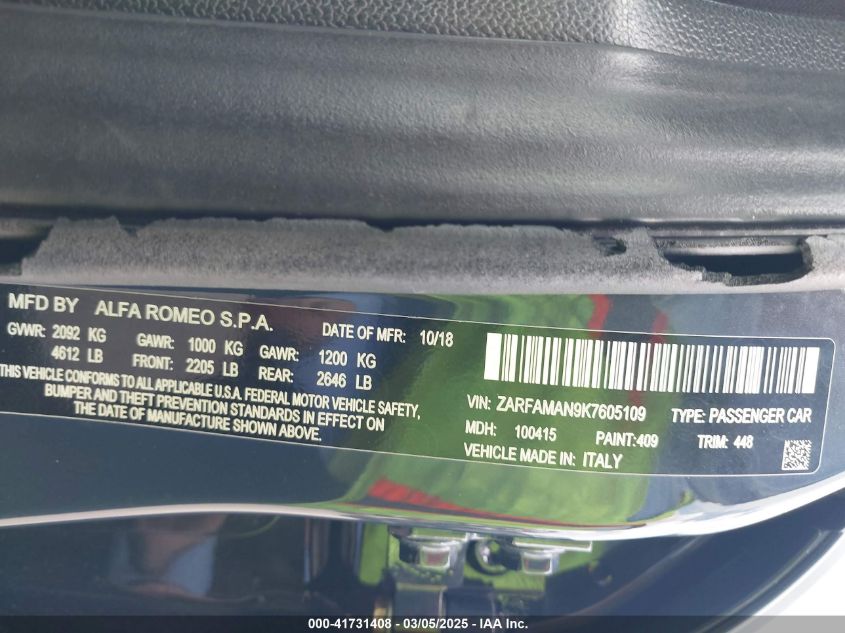 MFD BY ALFA ROMEO S.P.A. DATE OF MFR: 10/18
GVWR: 2092 KG GAWR: 1000 KG GAWR: 1200 KG
4612 LB FRONT: 2205 LB REAR: 2646 LB
THIS VEHICLE CONFORMS TO ALL APPLICABLE U.S.A. FEDERAL MOTOR VEHICLE SAFETY,
BUMPER AND THEFT PREVENTION STANDARDS IN EFFECT ON
THE DATE OF MANUFACTURE SHOWN ABOVE.
VIN: ZARFAMAN9K7605109 TYPE: PASSENGER CAR
MDH: 100415 PAINT:409 TRIM: 448
VEHICLE MADE IN: ITALY
000-41731408 - 03/05/2025 - IAA Inc.